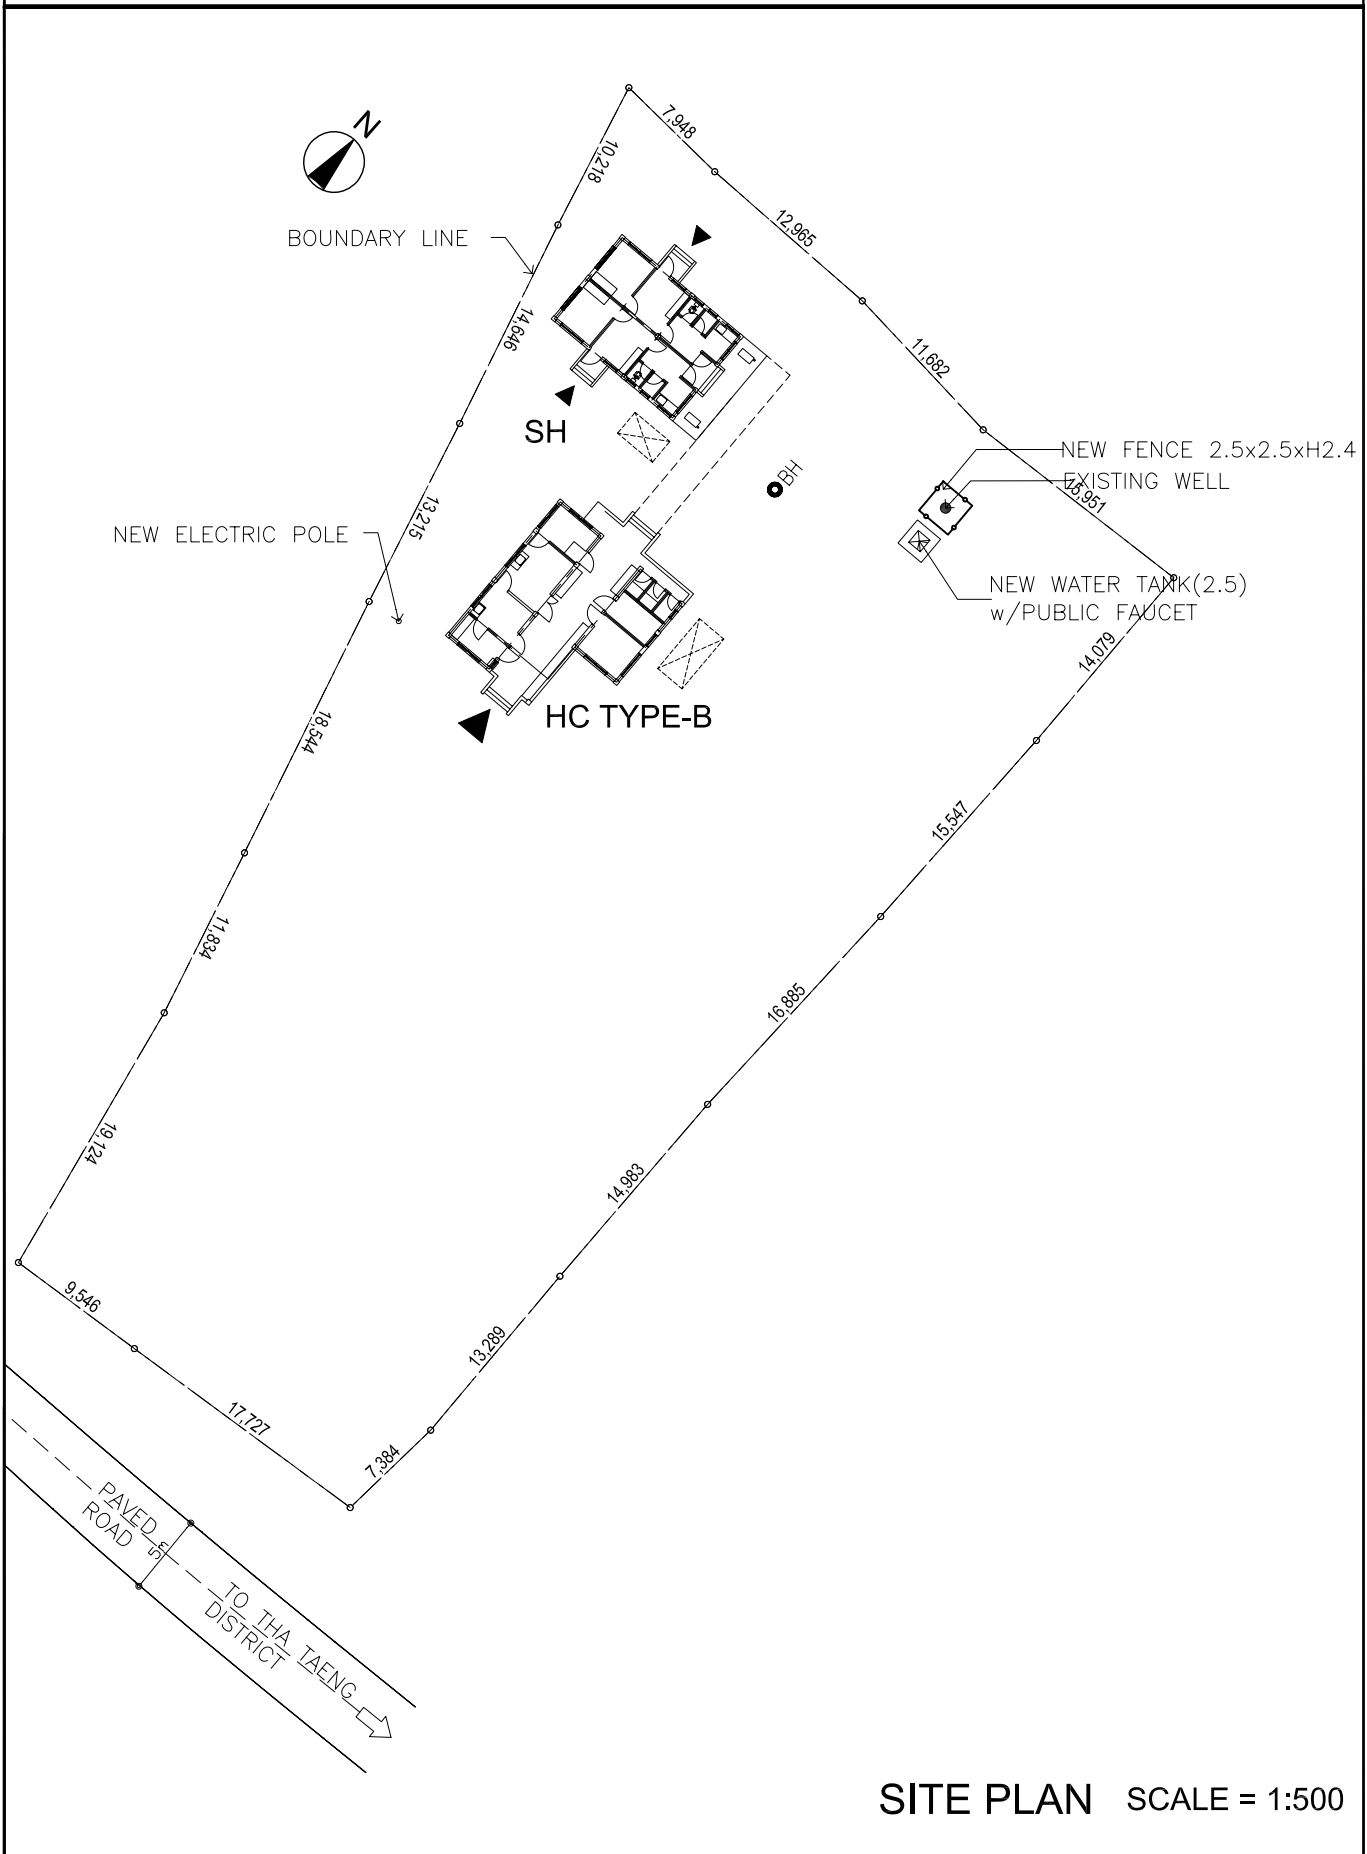 N
7,948
10,218
12,965
BOUNDARY LINE
14,646
11,682
SH
NEW FENCE 2.5x2.5xH2.4
EXISTING WELL
BH
15,951
13,215
NEW ELECTRIC POLE
NEW WATER TANK(2.5)
w/PUBLIC FAUCET
14,079
HC TYPE-B
18,544
15,547
11,834
16,885
19,124
14,983
9,546
13,289
17,727
7,384
PAVED
ROAD
TO THA TAENG
DISTRICT
SITE PLAN SCALE = 1:500